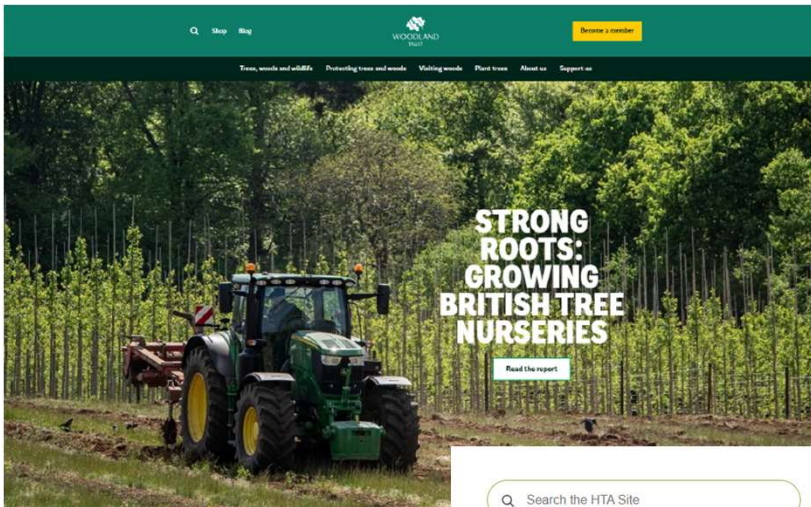 Shop Blog
WOODLAND
TRUST
Become a member
Trees, woods and wildlife Protecting trees and woods Visiting woods Plant trees About us Support us
STRONG
ROOTS:
GROWING
BRITISH TREE
NURSERIES
Read the report
Search the HTA Site